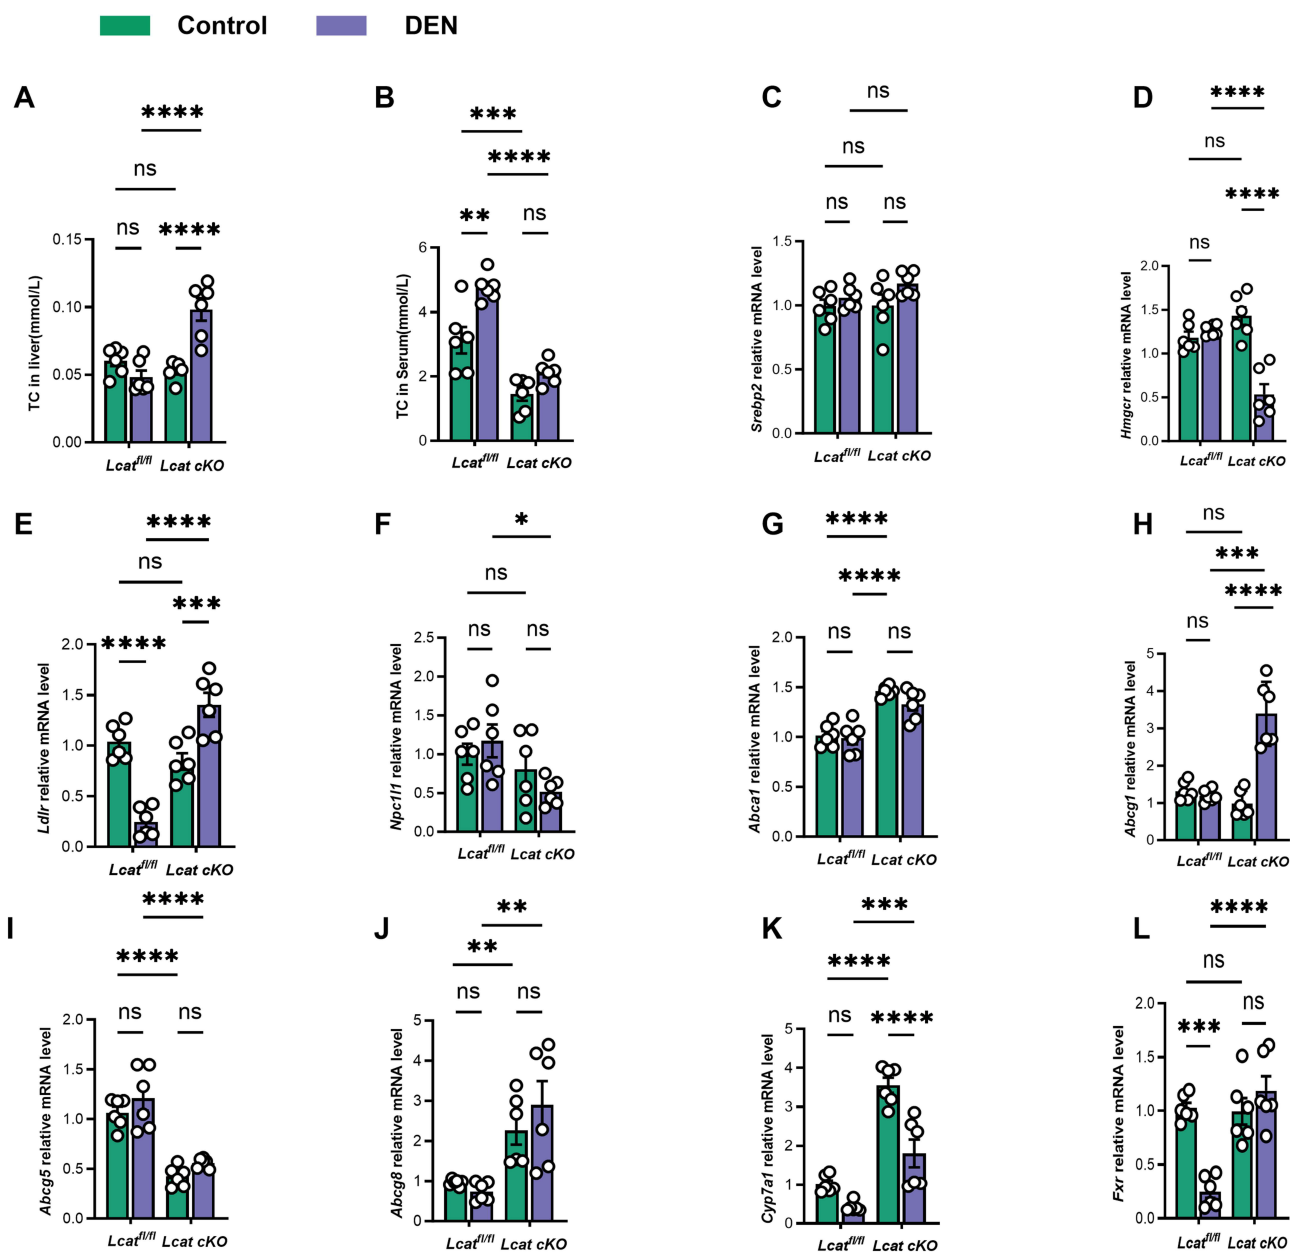 Control DEN
A
****
ns
ns ****
TC in liver(mmol/L)
0.15
0.10
0.05
0.00
Lcatfl/fl Lcat cKO
B
***
****
** ns
TC in Serum(mmol/L)
6
4
2
0
Lcatfl/fl Lcat cKO
C
ns
ns
ns ns
Srebp2 relative mRNA level
1.5
1.0
0.5
0.0
Lcatfl/fl Lcat cKO
D
****
ns
****
ns
Hmgcr relative mRNA level
2.0
1.5
1.0
0.5
0.0
Lcatfl/fl Lcat cKO
E
****
ns
***
****
Ldlr relative mRNA level
2.0
1.5
1.0
0.5
0.0
Lcatfl/fl Lcat cKO
F
*
ns
ns ns
Npc1l1 relative mRNA level
2.5
2.0
1.5
1.0
0.5
0.0
Lcatfl/fl Lcat cKO
G
****
****
ns ns
Abca1 relative mRNA level
2.0
1.5
1.0
0.5
0.0
Lcatfl/fl Lcat cKO
H
ns
***
****
ns
Abcg1 relative mRNA level
5
4
3
2
1
0
Lcatfl/fl Lcat cKO
I
****
****
ns ns
Abcg5 relative mRNA level
2.0
1.5
1.0
0.5
0.0
Lcatfl/fl Lcat cKO
J
**
**
ns ns
Abcg8 relative mRNA level
5
4
3
2
1
0
Lcatfl/fl Lcat cKO
K
***
****
ns ****
Cyp7a1 relative mRNA level
5
4
3
2
1
0
Lcatfl/fl Lcat cKO
L
****
ns
*** ns
Fxr relative mRNA level
2.0
1.5
1.0
0.5
0.0
Lcatfl/fl Lcat cKO